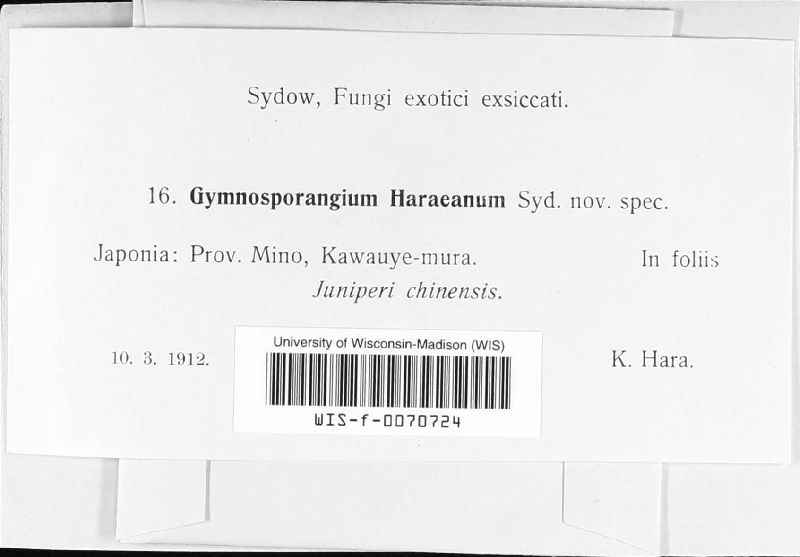 Sydow, Fungi exotici exsiccati.
16. Gymnosporangium Haraeanum Syd. nov. spec.
Japonia: Prov. Mino, Kawauye-mura. In foliis
Juniperi chinensis.
10. 3. 1912. K. Hara.
University of Wisconsin-Madison (WIS)
WIS-f-0070724